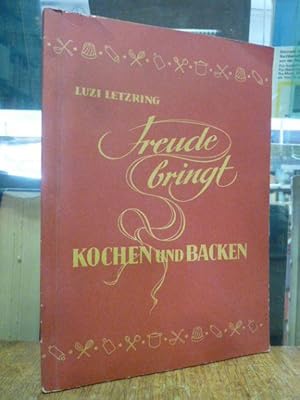 LUZI LETZRING
Freude
bringt
KOCHEN UND BACKEN